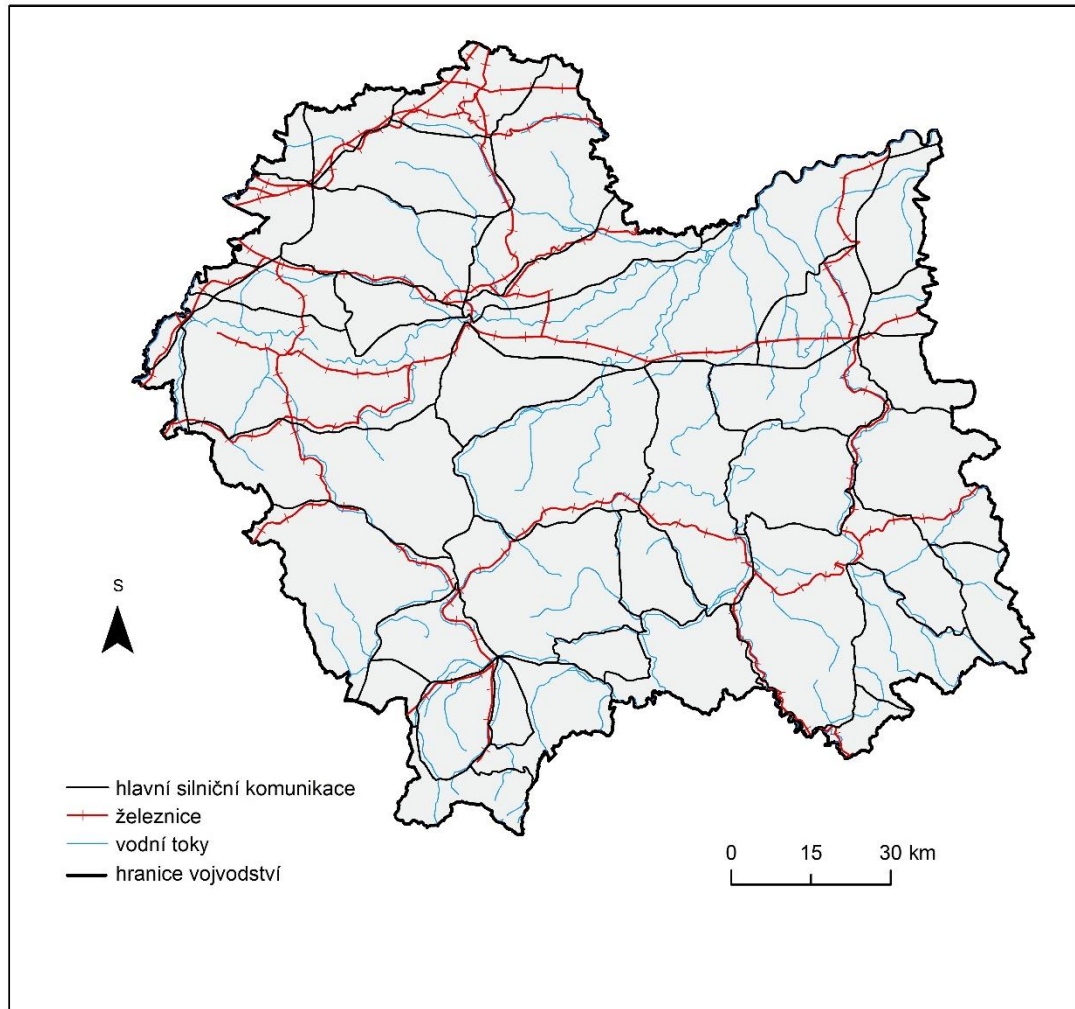 S
hlavní silniční komunikace
železnice
vodní toky
hranice vojvodství
0 15 30 km